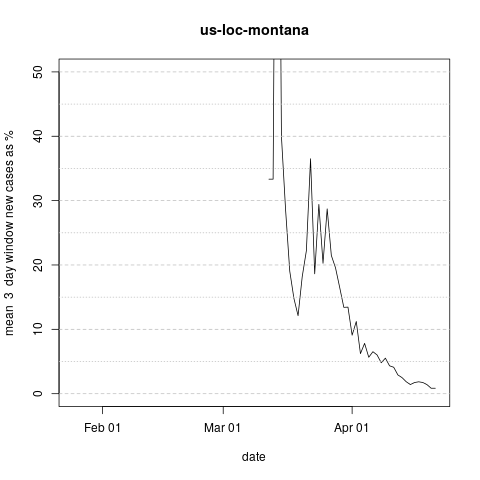 us-loc-montana
mean  3  day window new cases as %
50
40
30
20
10
0
Feb 01
Mar 01
Apr 01
date